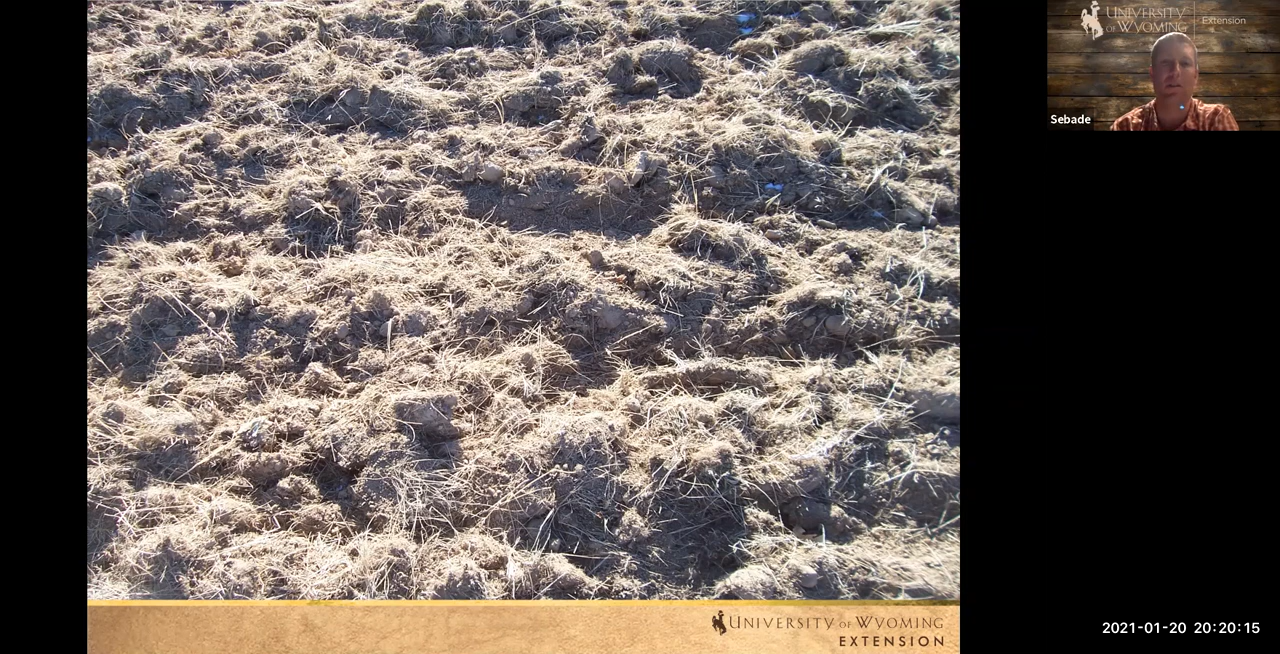 UNIVERSITY
OF WYOMING
Extension
Sebade
UNIVERSITY OF WYOMING
EXTENSION
2021-01-20 20:20:15